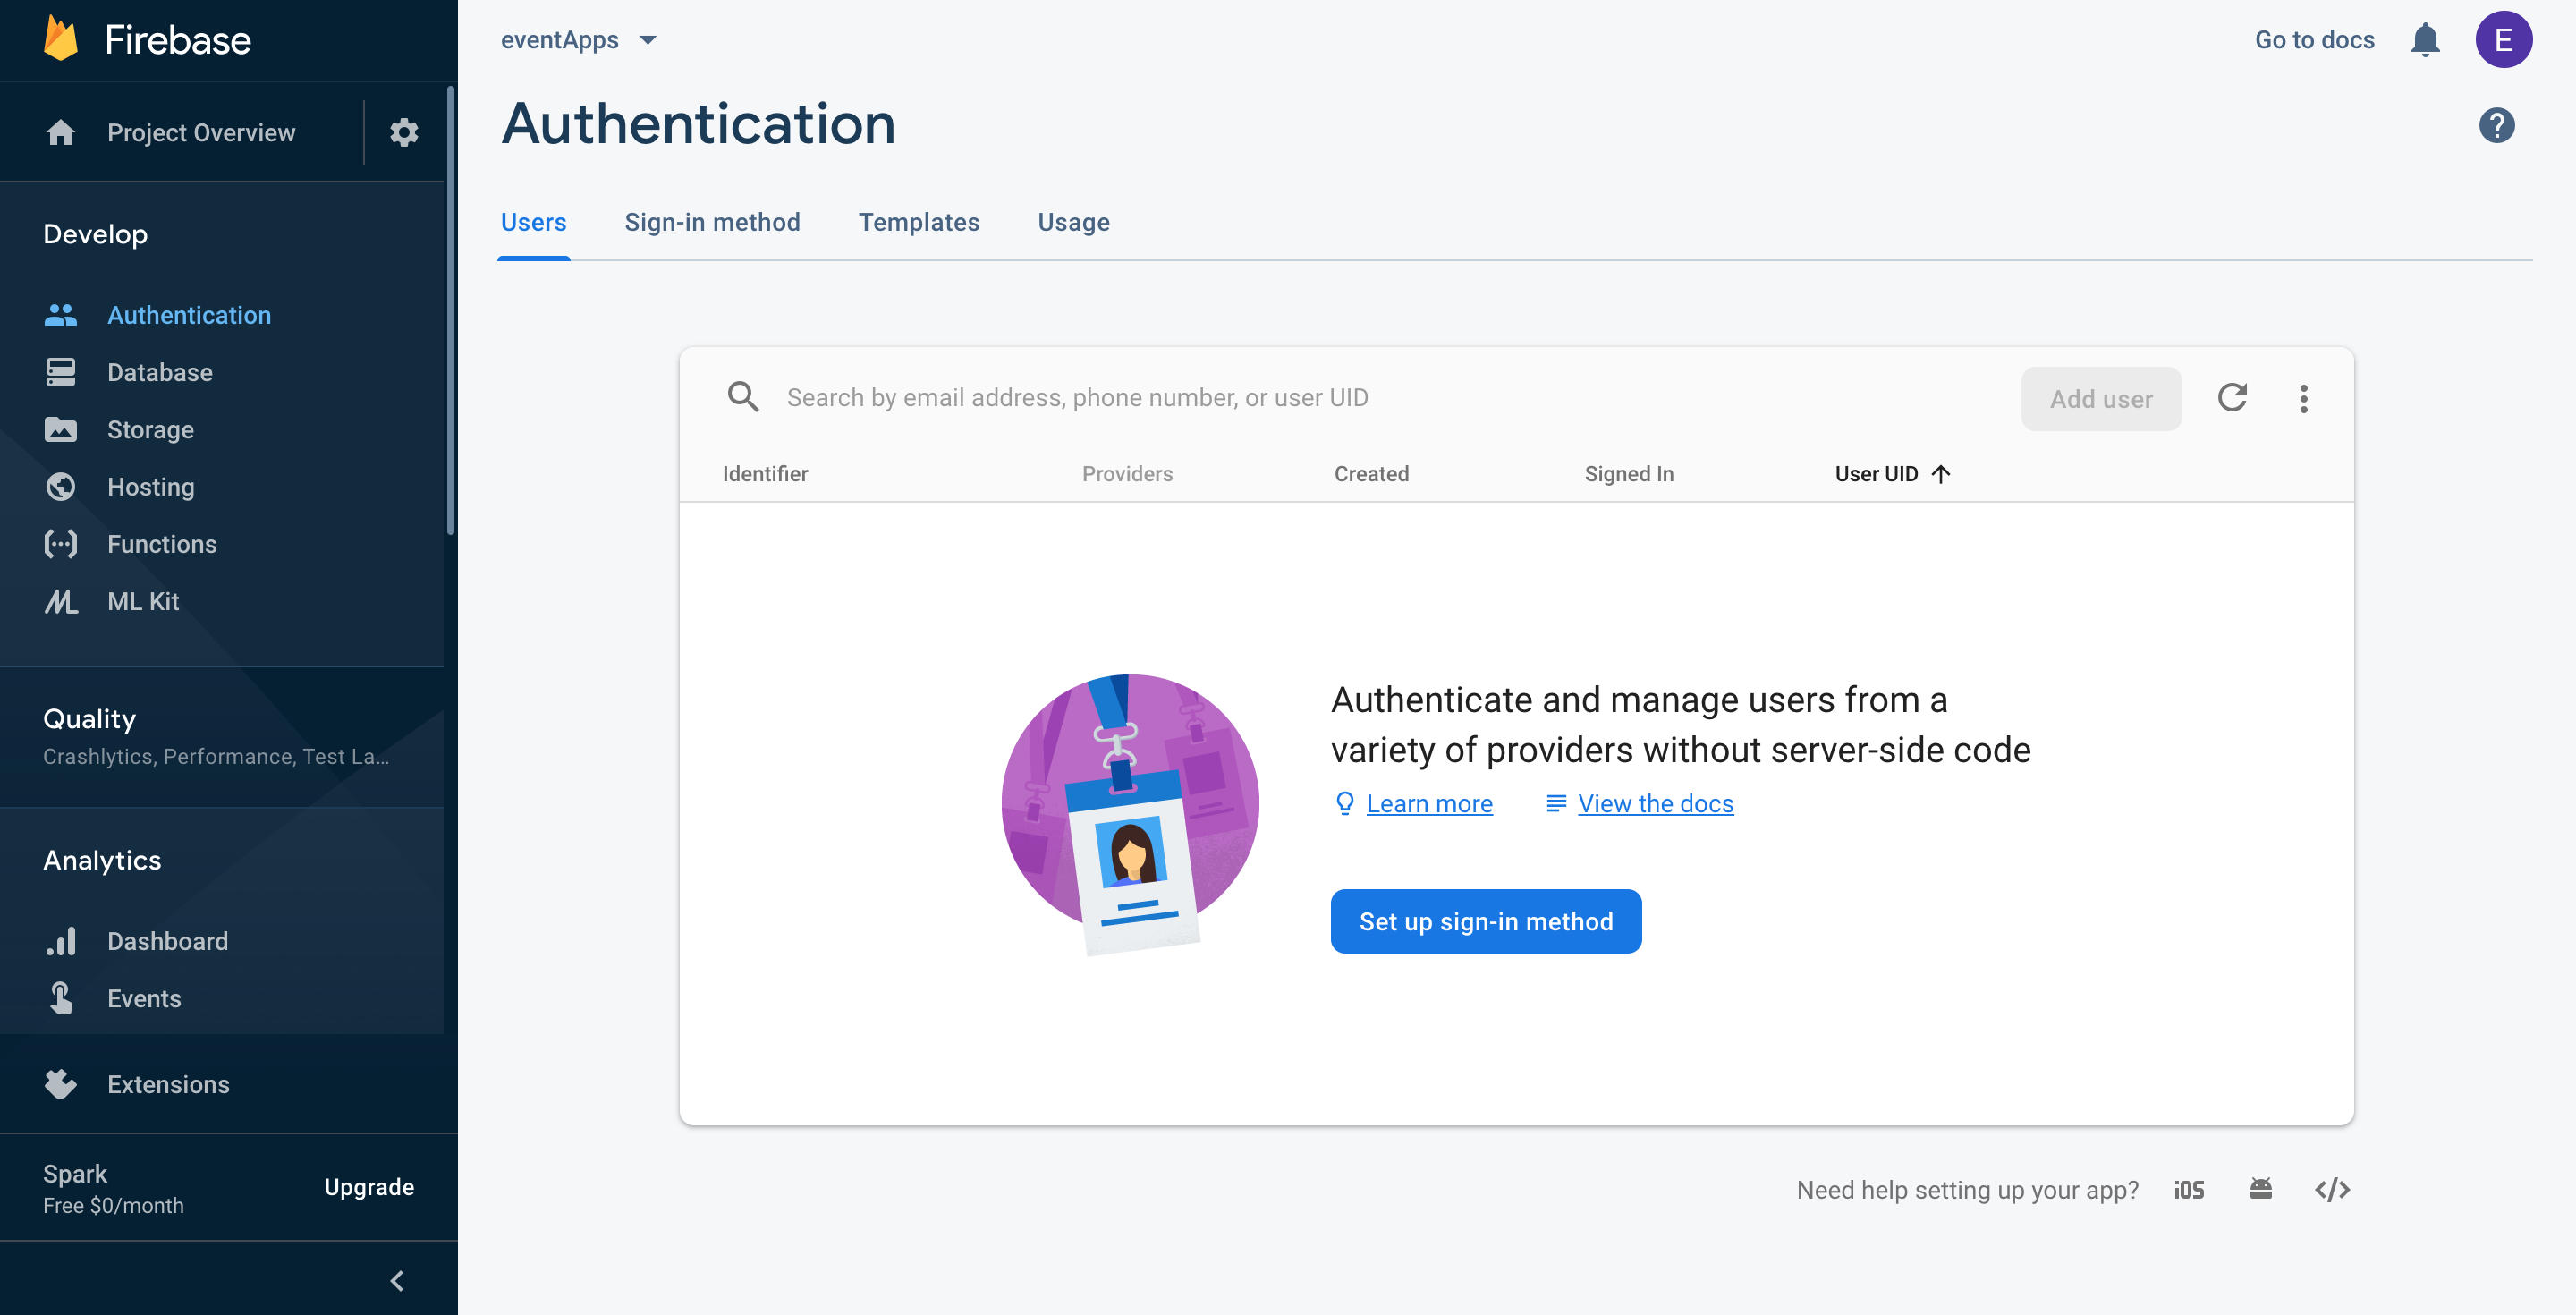 Firebase
Project Overview
Develop
Authentication
Database
Storage
Hosting
Functions
ML Kit
Quality
Crashlytics, Performance, Test La...
Analytics
Dashboard
Events
Extensions
Spark
Free $0/month
Upgrade
eventApps
Go to docs
E
Authentication
?
Users Sign-in method Templates Usage
Search by email address, phone number, or user UID
Add user
Identifier Providers Created Signed In User UID
Authenticate and manage users from a
variety of providers without server-side code
Learn more View the docs
Set up sign-in method
Need help setting up your app? iOS </>